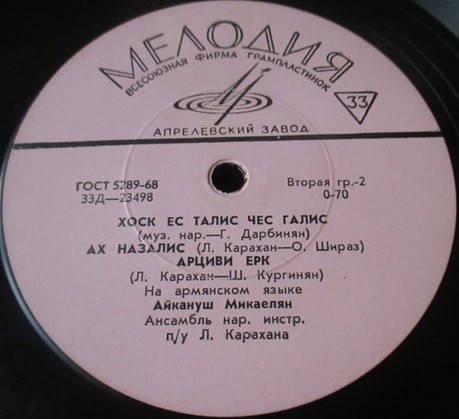 МЕЛОДИЯ
ВСЕСОЮЗНАЯ ФИРМА ГРАМПЛАСТИНОК
33
АПРЕЛЕВСКИЙ ЗАВОД
ГОСТ 5289-68
33Д—23498
Вторая гр.-2
0-70
ХОСК ЕС ТАЛИС ЧЕС ГАЛИС
(муз. нар.—Г. Дарбинян)
АХ НАЗАЛИС (Л. Карахан—О. Шираз)
АРЦИВИ ЕРК
(Л. Карахан—Ш. Кургинян)
На армянском языке
Айкануш Микаелян
Ансамбль нар. инстр.
п/у Л. Карахана